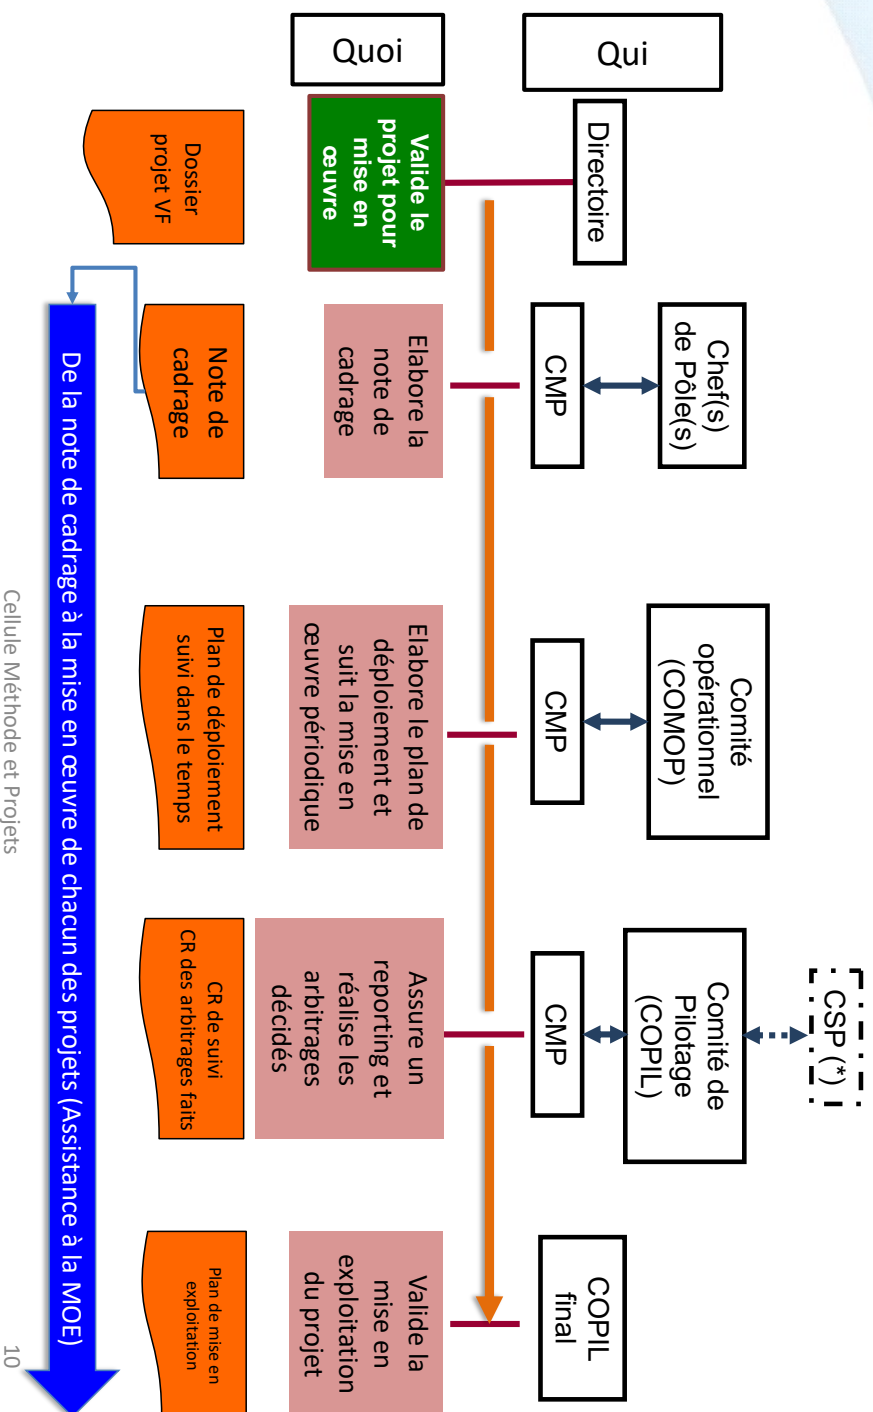 Qui
Quoi
CSP (*)
Chef(s)
de Pôle(s)
Comité
opérationnel
(COMOP)
Comité de
Pilotage
(COPIL)
Directoire
CMP
CMP
CMP
COPIL
final
Valide le
projet pour
mise en
œuvre
Elabore la
note de
cadrage
Elabore le plan de
déploiement et
suit la mise en
œuvre périodique
Assure un
reporting et
réalise les
arbitrages
décidés
Valide la
mise en
exploitation
du projet
Dossier
projet VF
Note de
cadrage
Plan de déploiement
suivi dans le temps
CR de suivi
CR des arbitrages faits
Plan de mise en
exploitation
De la note de cadrage à la mise en œuvre de chacun des projets (Assistance à la MOE)
Cellule Méthode et Projets
10